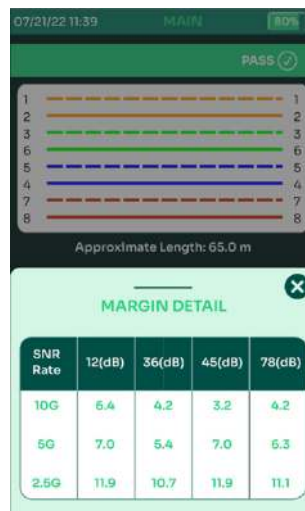 07/21/22 11:39 MAIN 80%
PASS
1 1
2 2
3 3
6 6
5 5
4 4
7 7
8 8
Approximate Length: 65.0 m
MARGIN DETAIL
SNR Rate 12(dB) 36(dB) 45(dB) 78(dB)
10G 6.4 4.2 3.2 4.2
5G 7.0 5.4 7.0 6.3
2.5G 11.9 10.7 11.9 11.1